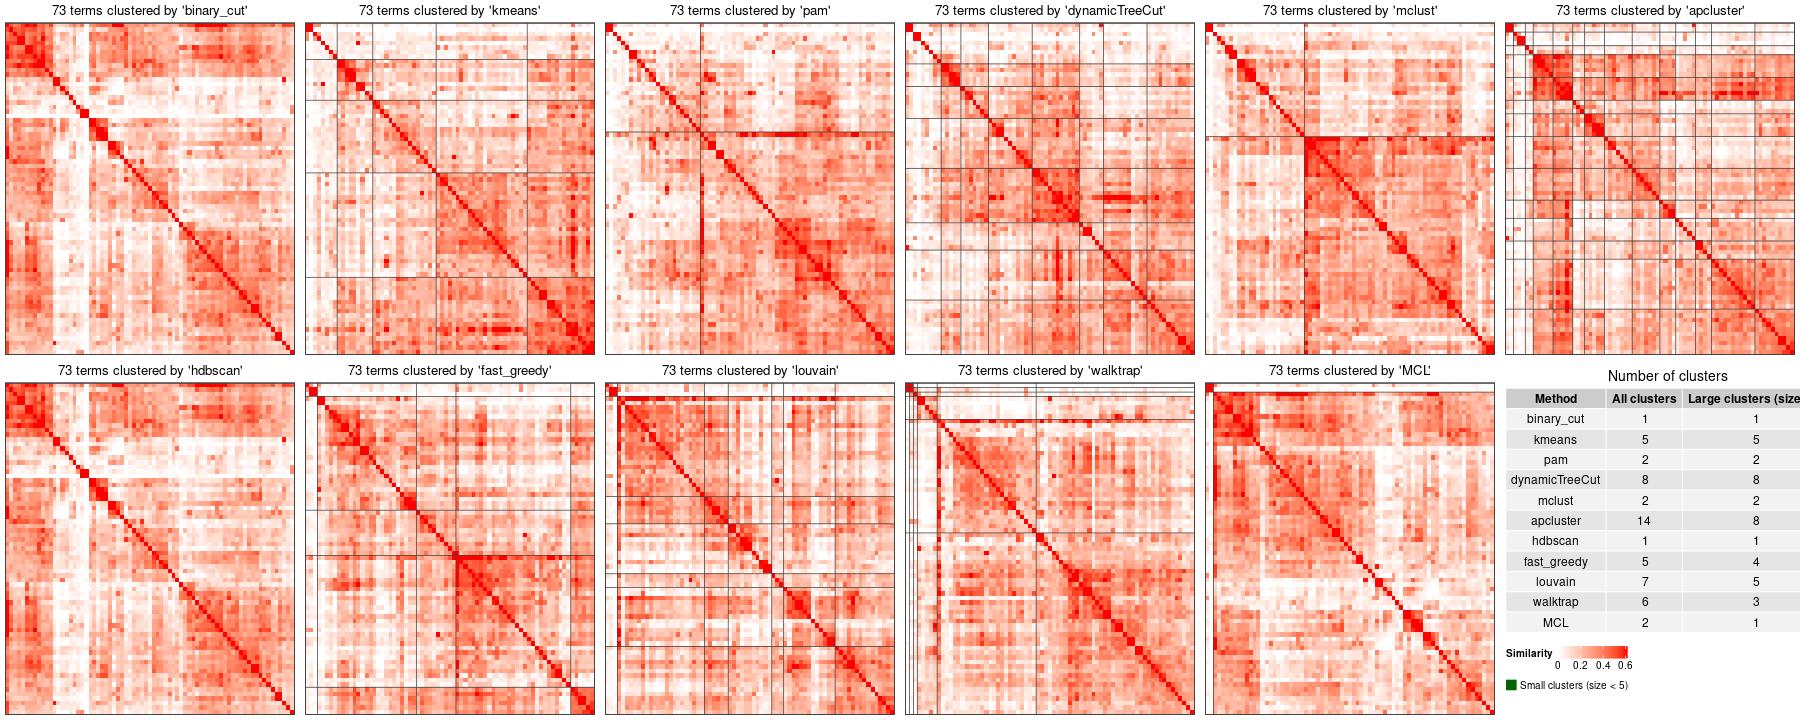 73 terms clustered by 'binary_cut'
73 terms clustered by 'kmeans'
73 terms clustered by 'pam'
73 terms clustered by 'dynamicTreeCut'
73 terms clustered by 'mclust'
73 terms clustered by 'apcluster'
73 terms clustered by 'hdbscan'
73 terms clustered by 'fast_greedy'
73 terms clustered by 'louvain'
73 terms clustered by 'walktrap'
73 terms clustered by 'MCL'
Number of clusters
Method All clusters Large clusters (size
binary_cut 1 1
kmeans 5 5
pam 2 2
dynamicTreeCut 8 8
mclust 2 2
apcluster 14 8
hdbscan 1 1
fast_greedy 5 4
louvain 7 5
walktrap 6 3
MCL 2 1
Similarity
0 0.2 0.4 0.6
Small clusters (size < 5)